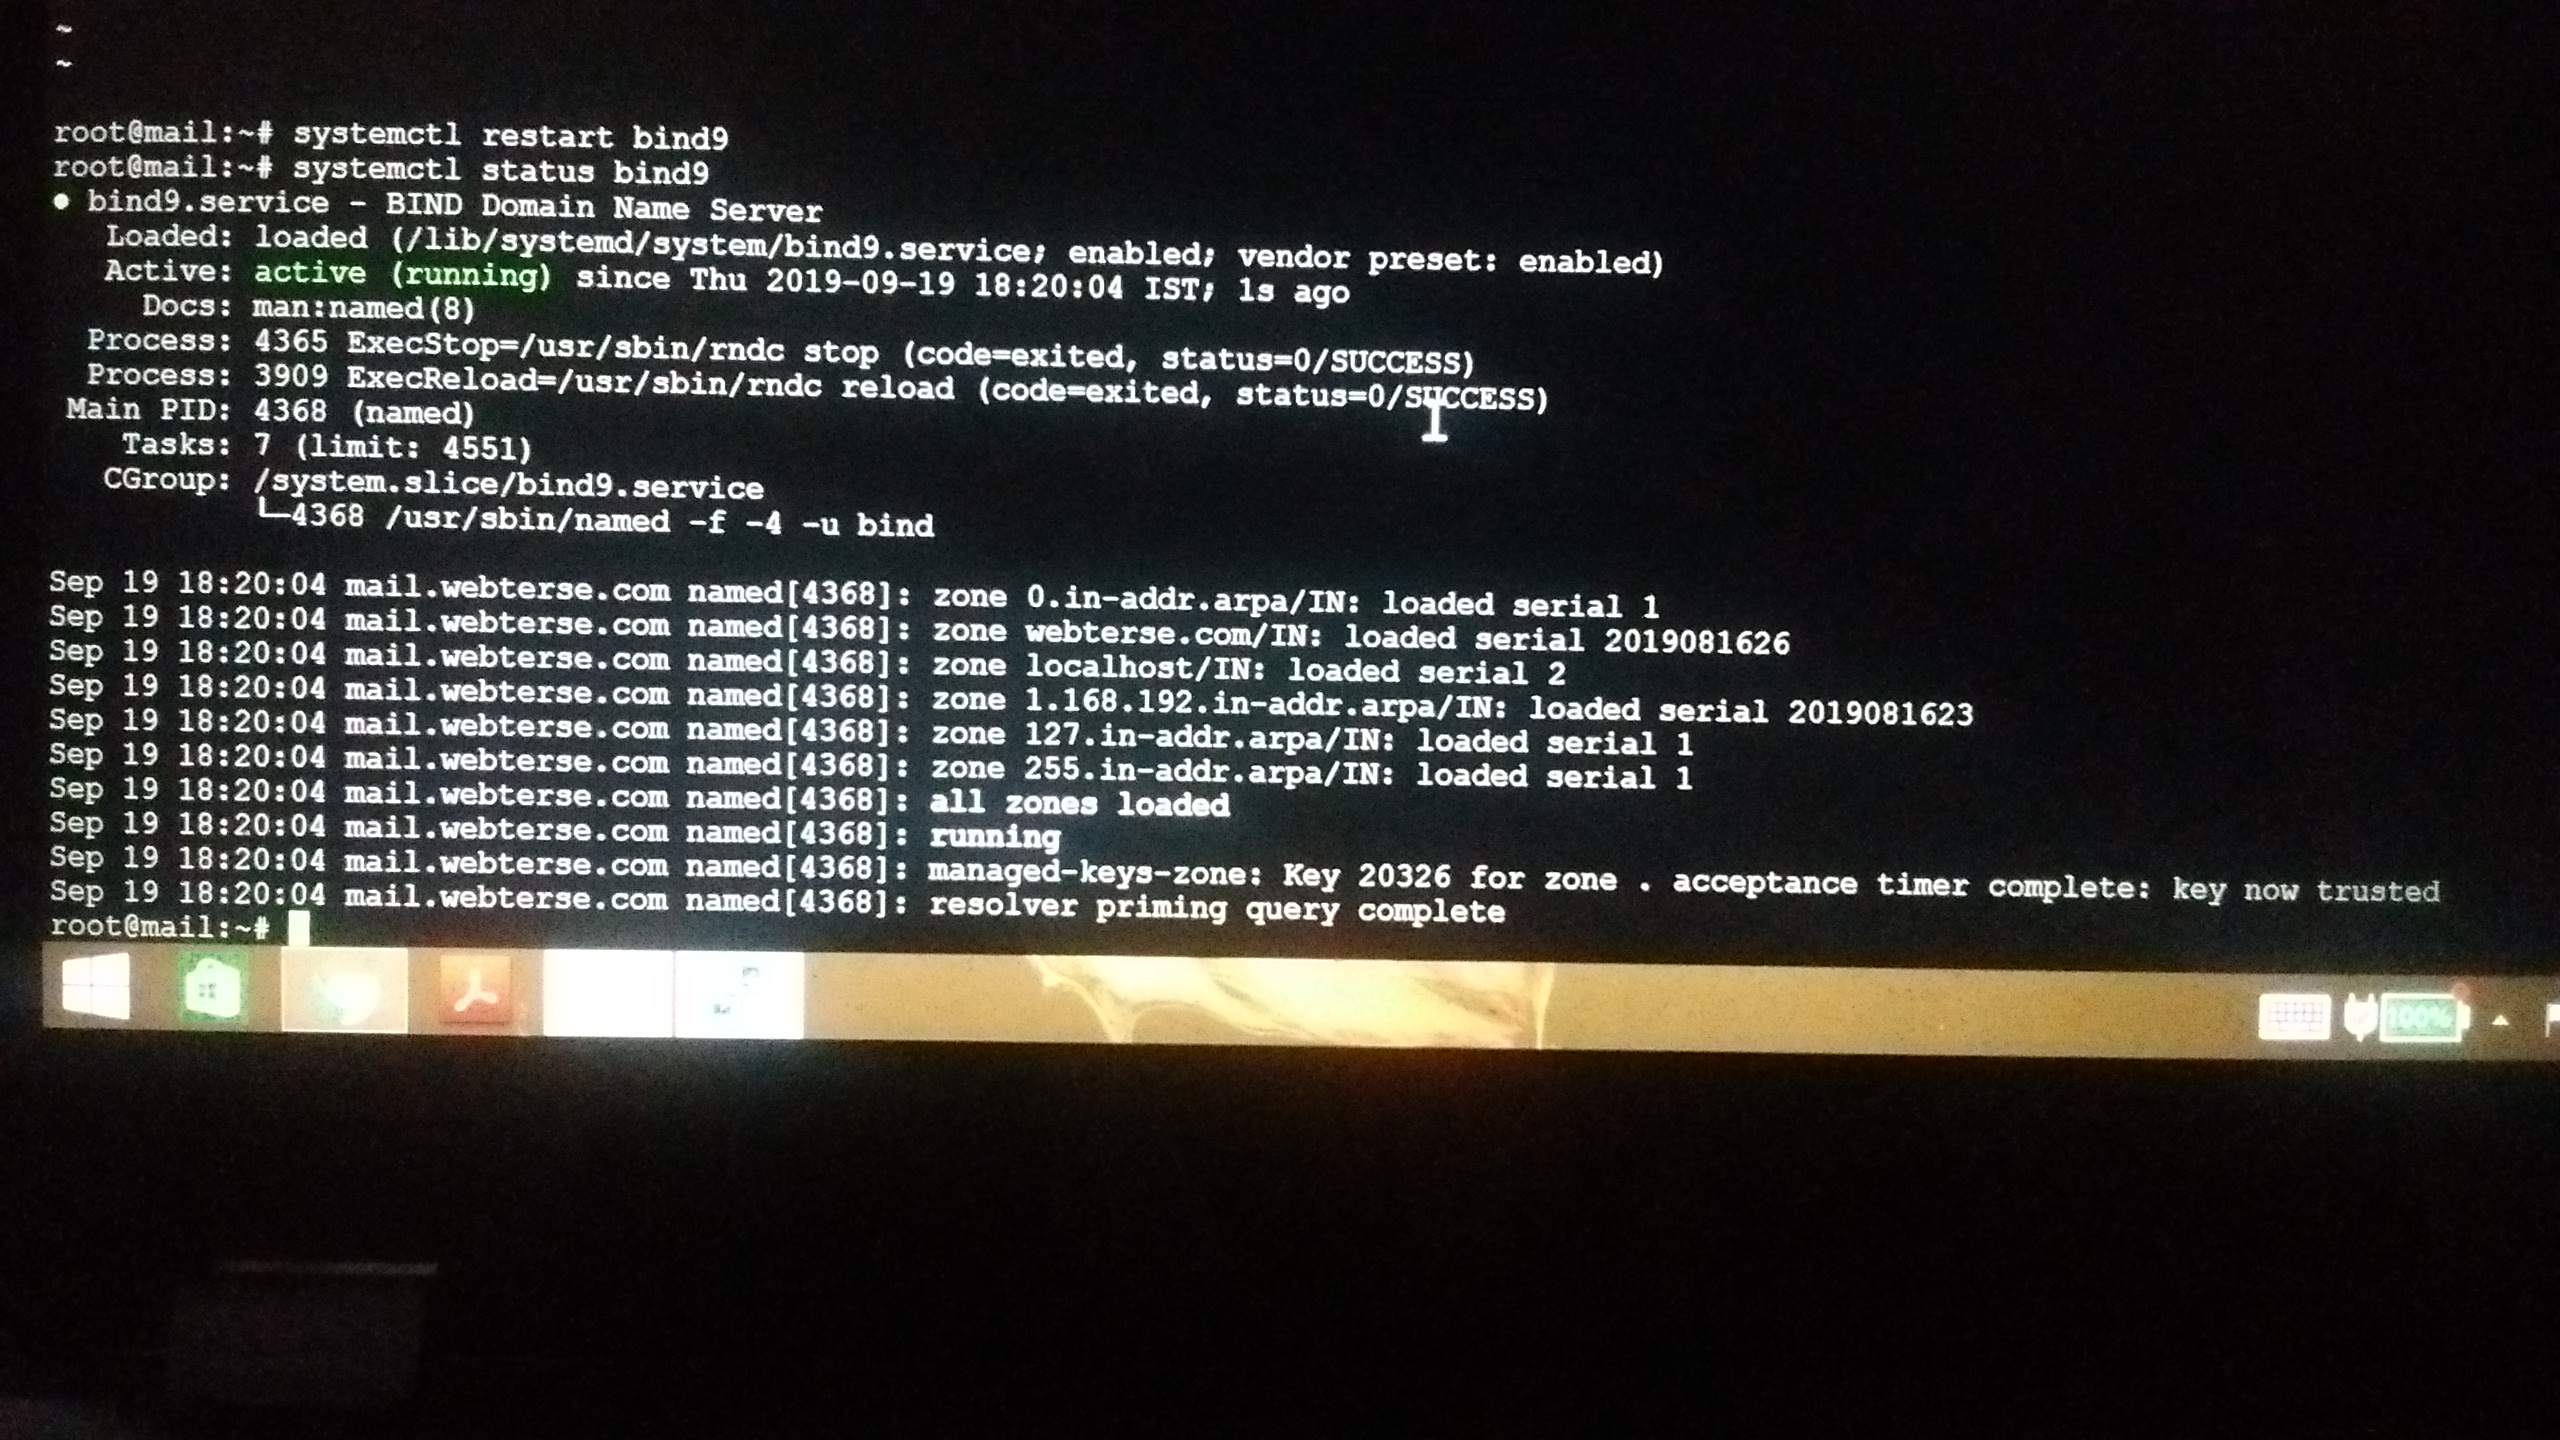 ~
~
root@mail:~# systemctl restart bind9
root@mail:~# systemctl status bind9
● bind9.service - BIND Domain Name Server
Loaded: loaded (/lib/systemd/system/bind9.service; enabled; vendor preset: enabled)
Active: active (running) since Thu 2019-09-19 18:20:04 IST; 1s ago
Docs: man:named(8)
Process: 4365 ExecStop=/usr/sbin/rndc stop (code=exited, status=0/SUCCESS)
Process: 3909 ExecReload=/usr/sbin/rndc reload (code=exited, status=0/SUCCESS)
Main PID: 4368 (named)
Tasks: 7 (limit: 4551)
CGroup: /system.slice/bind9.service
└─4368 /usr/sbin/named -f -4 -u bind
Sep 19 18:20:04 mail.webterse.com named[4368]: zone 0.in-addr.arpa/IN: loaded serial 1
Sep 19 18:20:04 mail.webterse.com named[4368]: zone webterse.com/IN: loaded serial 2019081626
Sep 19 18:20:04 mail.webterse.com named[4368]: zone localhost/IN: loaded serial 2
Sep 19 18:20:04 mail.webterse.com named[4368]: zone 1.168.192.in-addr.arpa/IN: loaded serial 2019081623
Sep 19 18:20:04 mail.webterse.com named[4368]: zone 127.in-addr.arpa/IN: loaded serial 1
Sep 19 18:20:04 mail.webterse.com named[4368]: zone 255.in-addr.arpa/IN: loaded serial 1
Sep 19 18:20:04 mail.webterse.com named[4368]: all zones loaded
Sep 19 18:20:04 mail.webterse.com named[4368]: running
Sep 19 18:20:04 mail.webterse.com named[4368]: managed-keys-zone: Key 20326 for zone . acceptance timer complete: key now trusted
Sep 19 18:20:04 mail.webterse.com named[4368]: resolver priming query complete
root@mail:~#
100%